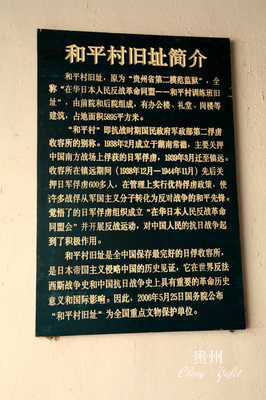 和平村旧址简介
和平村旧址，原为“贵州省第二模范监狱”，全
称“在华日本人民反战革命同盟——和平村训练班旧
址”，由前院和后院组成，有办公楼、礼堂、岗楼等
建筑，占地面积5895平方米。
“和平村”即抗战时期国民政府军政部第二俘虏
收容所的别称。1938年2月成立于湖南常德，主要关押
中国南方战场上俘获的日军俘虏，1939年3月迁至镇远。
收容所在镇远期间（1938年12月—1944年11月）先后关
押日军俘虏600多人，在管理上实行优待俘虏政策，使
许多战俘从军国主义分子转化为反对战争的和平先锋。
觉悟了的日军俘虏组织成立“在华日本人民反战革命
同盟会”并开展反战运动，对中国人民的抗日战争起
到了积极作用。
和平村旧址是全中国保存最完好的日俘收容所，
是日本帝国主义侵略中国的历史见证，它在世界反法
西斯战争史和中国抗日战争史上具有重要的革命历史
意义和国际影响。因此，2006年5月25日国务院公布
“和平村旧址”为全国重点文物保护单位。
贵州